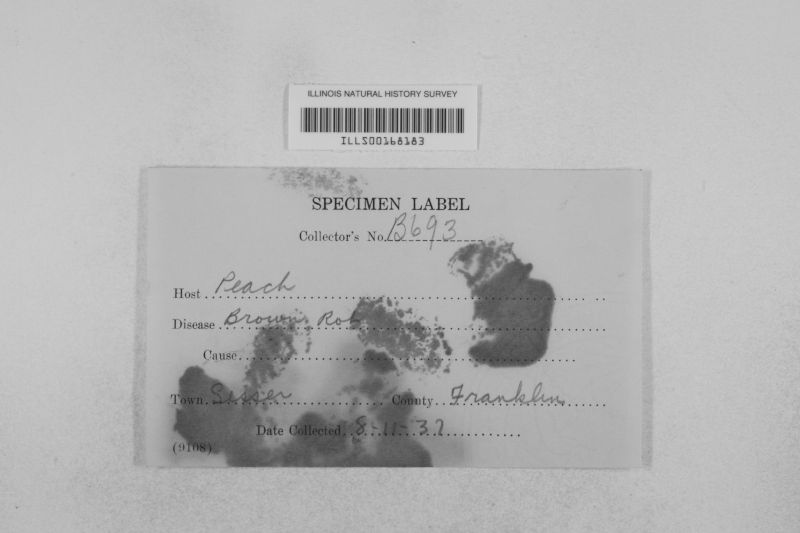 ILLINOIS NATURAL HISTORY SURVEY
ILLS00168183
SPECIMEN LABEL
Collector's No. B693
Host Peach
Disease Brown Rot
Cause
Town Sesser County Franklin
Date Collected 8-11-37
(9108)